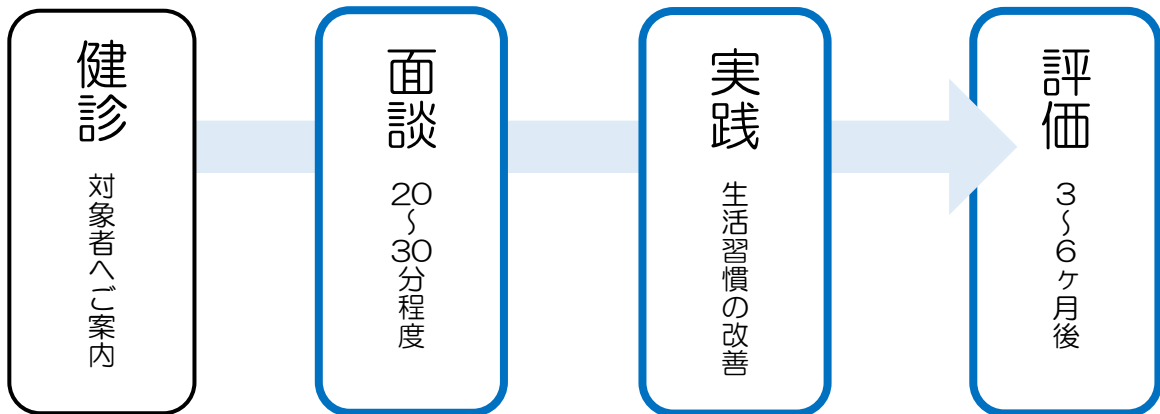 健診
対象者へご案内
面談
20～30分程度
実践
生活習慣の改善
評価
3～6ヶ月後